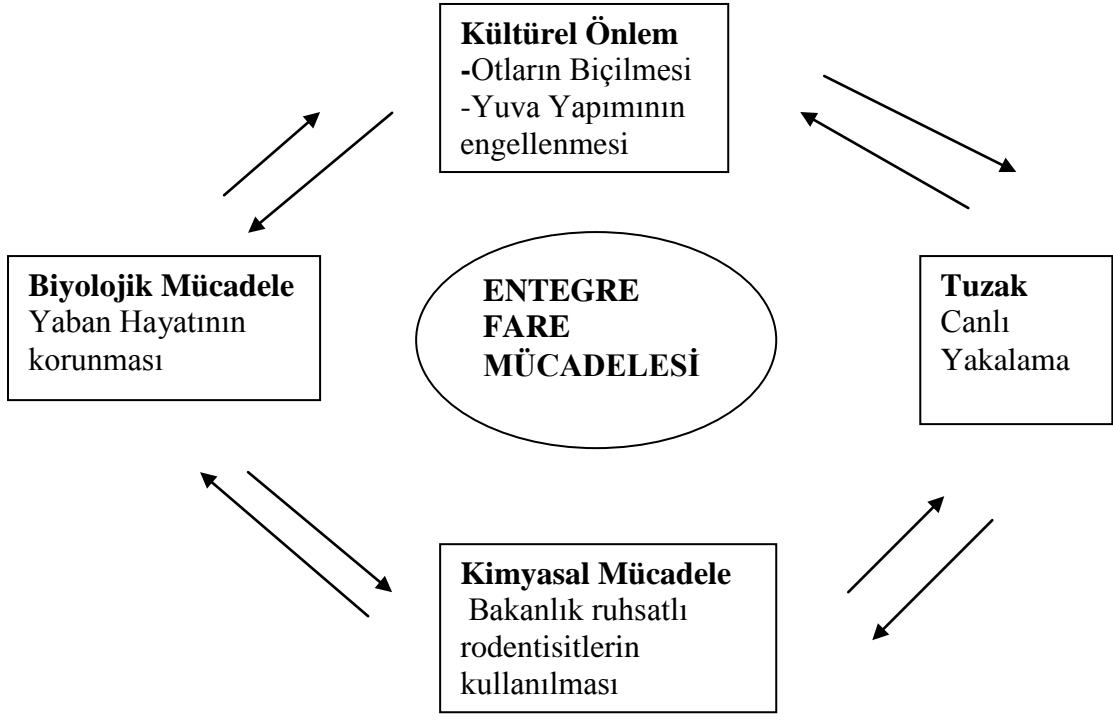 Kültürel Önlem
-Otların Biçilmesi
-Yuva Yapımının
engellenmesi
Biyolojik Mücadele
Yaban Hayatının
korunması
ENTEGRE
FARE
MÜCADELESİ
Tuzak
Canlı
Yakalama
Kimyasal Mücadele
Bakanlık ruhsatlı
rodentisitlerin
kullanılması